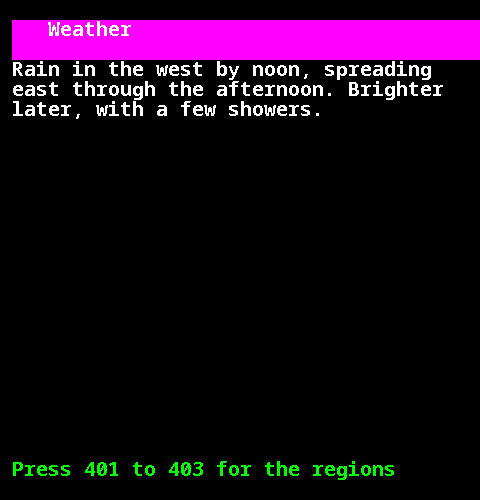 Weather
Rain in the west by noon, spreading
east through the afternoon. Brighter
later, with a few showers.
Press 401 to 403 for the regions